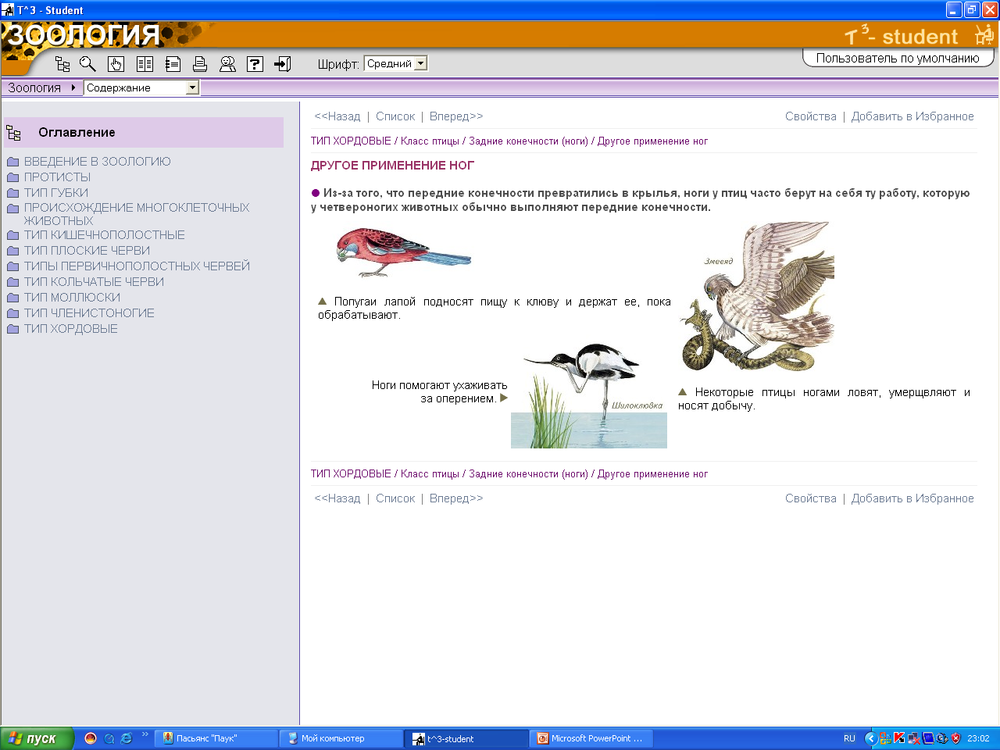 T^3 - Student
ЗООЛОГИЯ
T3- student
Шрифт: Средний
Пользователь по умолчанию
Зоология Содержание
Оглавление
ВВЕДЕНИЕ В ЗООЛОГИЮ
ПРОТИСТЫ
ТИП ГУБКИ
ПРОИСХОЖДЕНИЕ МНОГОКЛЕТОЧНЫХ
ЖИВОТНЫХ
ТИП КИШЕЧНОПОЛОСТНЫЕ
ТИП ПЛОСКИЕ ЧЕРВИ
ТИПЫ ПЕРВИЧНОПОЛОСТНЫХ ЧЕРВЕЙ
ТИП КОЛЬЧАТЫЕ ЧЕРВИ
ТИП МОЛЛЮСКИ
ТИП ЧЛЕНИСТОНОГИЕ
ТИП ХОРДОВЫЕ
<<Назад | Список | Вперед>> Свойства | Добавить в Избранное
ТИП ХОРДОВЫЕ / Класс птицы / Задние конечности (ноги) / Другое применение ног
ДРУГОЕ ПРИМЕНЕНИЕ НОГ
Из-за того, что передние конечности превратились в крылья, ноги у птиц часто берут на себя ту работу, которую
у четвероногих животных обычно выполняют передние конечности.
Змееяд
Попугаи лапой подносят пищу к клюву и держат ее, пока
обрабатывают.
Ноги помогают ухаживать
за оперением.
Шилоклювка
Некоторые птицы ногами ловят, умерщвляют и
носят добычу.
ТИП ХОРДОВЫЕ / Класс птицы / Задние конечности (ноги) / Другое применение ног
<<Назад | Список | Вперед>> Свойства | Добавить в Избранное
пуск Пасьянс "Паук" Мой компьютер t^3-student Microsoft PowerPoint ... RU 23:02